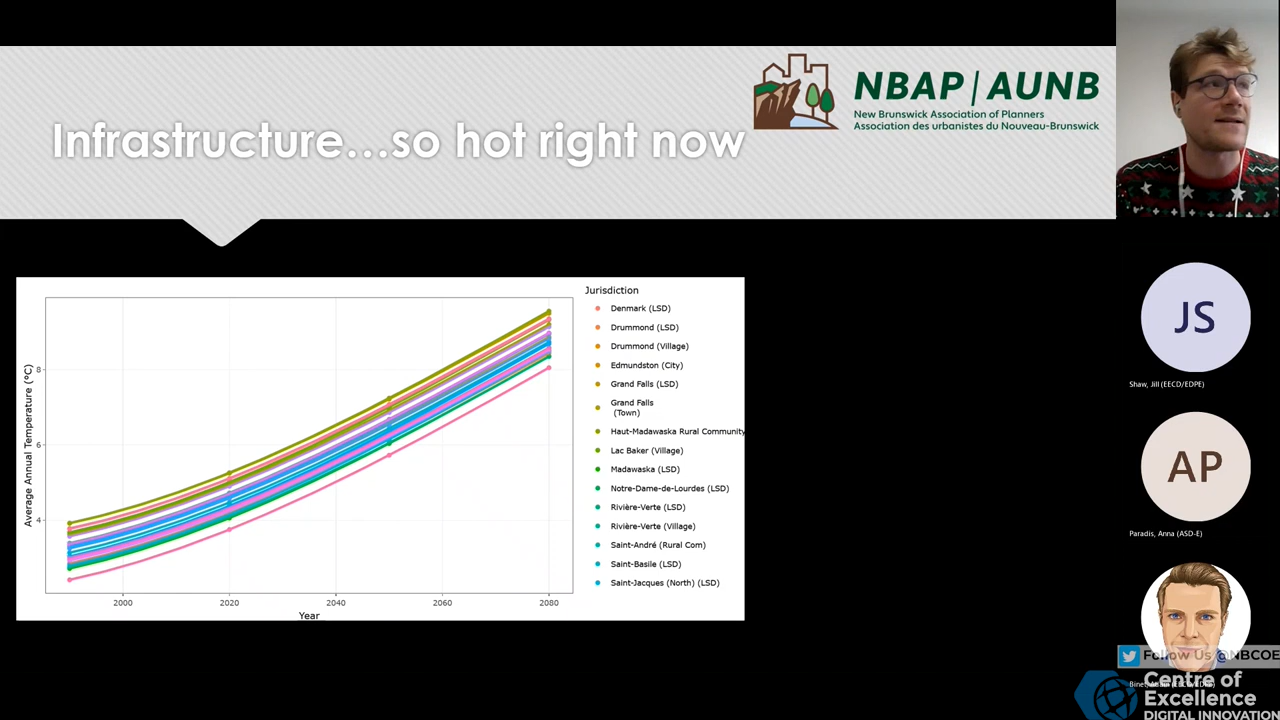 Infrastructure...so hot right now
NBAP | AUNB
New Brunswick Association of Planners
Association des urbanistes du Nouveau-Brunswick
Jurisdiction
Denmark (LSD)
Drummond (LSD)
Drummond (Village)
Edmundston (City)
Grand Falls (LSD)
Grand Falls
(Town)
Haut-Madawaska Rural Community
Lac Baker (Village)
Madawaska (LSD)
Notre-Dame-de-Lourdes (LSD)
Rivière-Verte (LSD)
Rivière-Verte (Village)
Saint-André (Rural Com)
Saint-Basile (LSD)
Saint-Jacques (North) (LSD)
Average Annual Temperature (°C)
8
6
4
2000 2020 2040 2060 2080
Year
JS
Shaw, Jill (EECD/EDPE)
AP
Paradis, Anna (ASD-E)
Follow Us @NBCOE
Centre of
Excellence
DIGITAL INNOVATION